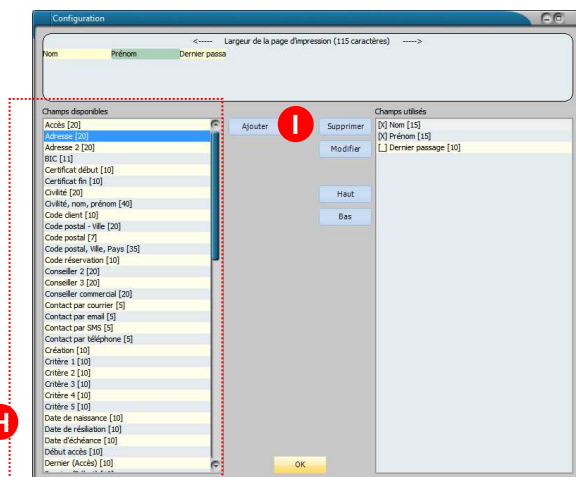 Configuration
<----- Largeur de la page d'impression (115 caractères) ----->
Nom Prénom Dernier passa
Champs disponibles
Accès [20]
Adresse [20]
Adresse 2 [20]
BIC [11]
Certificat début [10]
Certificat fin [10]
Civilité [20]
Civilité, nom, prénom [40]
Code client [10]
Code postal - Ville [20]
Code postal [7]
Code postal, Ville, Pays [35]
Code réservation [10]
Conseiller 2 [20]
Conseiller 3 [20]
Conseiller commercial [20]
Contact par courrier [5]
Contact par email [5]
Contact par SMS [5]
Contact par téléphone [5]
Création [10]
Critère 1 [10]
Critère 2 [10]
Critère 3 [10]
Critère 4 [10]
Critère 5 [10]
Date de naissance [10]
Date de résiliation [10]
Date d'échéance [10]
Début accès [10]
Dernier (Accès) [10]
H
Ajouter
I
Supprimer
Modifier
Haut
Bas
OK
Champs utilisés
[X] Nom [15]
[X] Prénom [15]
[_] Dernier passage [10]